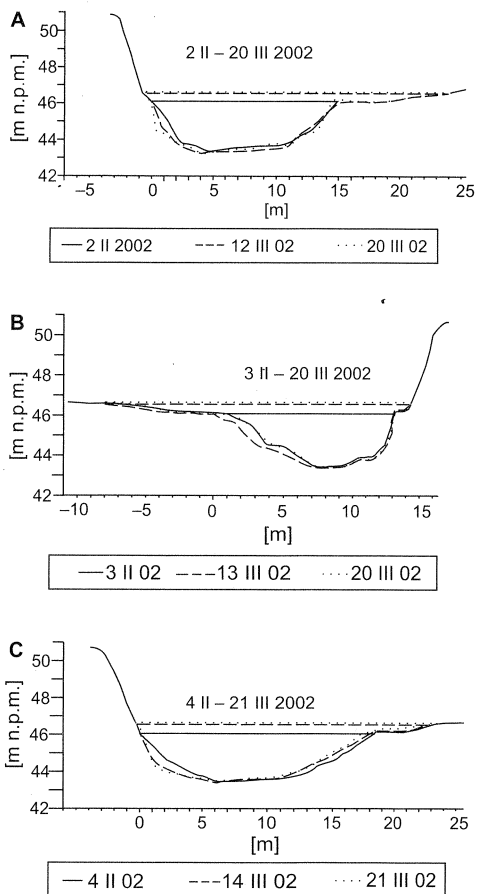 A
50
48
46
44
42
[m n.p.m.]
2 II – 20 III 2002
–5 0 5 10 15 20 25
[m]
2 II 2002 12 III 02 20 III 02
B
50
48
46
44
42
[m n.p.m.]
3 II – 20 III 2002
–10 –5 0 5 10 15
[m]
3 II 02 13 III 02 20 III 02
C
50
48
46
44
42
[m n.p.m.]
4 II – 21 III 2002
0 5 10 15 20 25
[m]
4 II 02 14 III 02 21 III 02